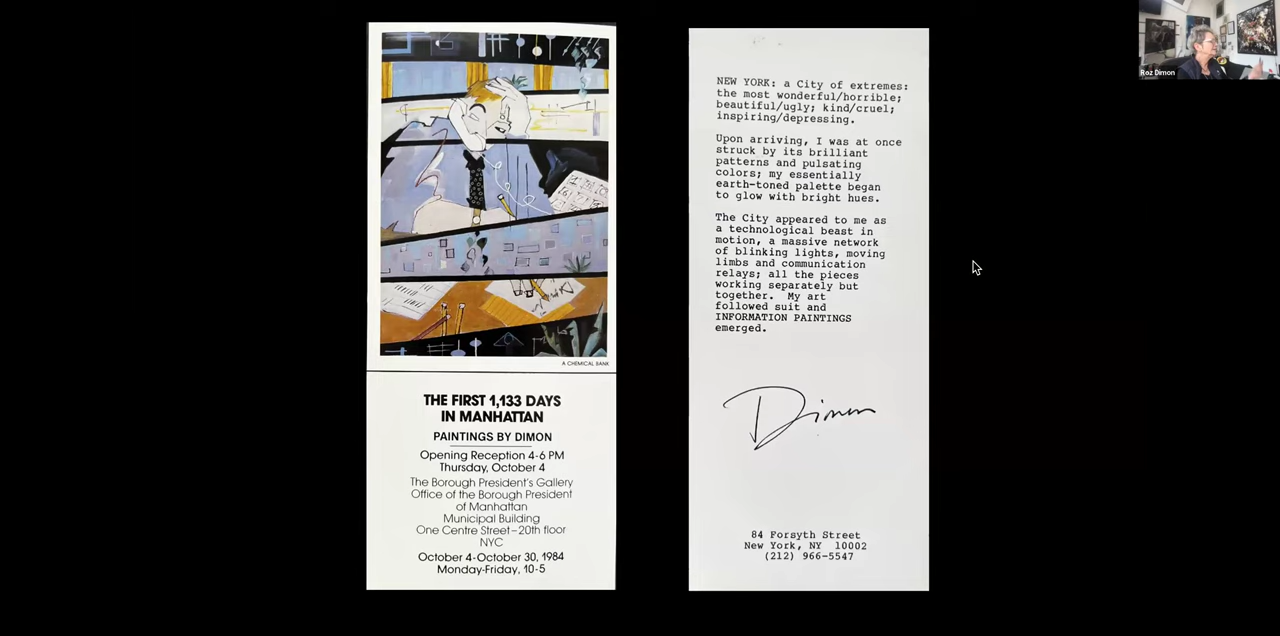 A CHEMICAL BANK
THE FIRST 1,133 DAYS
IN MANHATTAN
PAINTINGS BY DIMON
Opening Reception 4-6 PM
Thursday, October 4
The Borough President's Gallery
Office of the Borough President
of Manhattan
Municipal Building
One Centre Street–20th floor
NYC
October 4-October 30, 1984
Monday-Friday, 10-5
NEW YORK: a City of extremes:
the most wonderful/horrible;
beautiful/ugly; kind/cruel;
inspiring/depressing.
Upon arriving, I was at once
struck by its brilliant
patterns and pulsating
colors; my essentially
earth-toned palette began
to glow with bright hues.
The City appeared to me as
a technological beast in
motion, a massive network
of blinking lights, moving
limbs and communication
relays; all the pieces
working separately but
together. My art
followed suit and
INFORMATION PAINTINGS
emerged.
Dimon
84 Forsyth Street
New York, NY 10002
(212) 966-5547
Roz Dimon